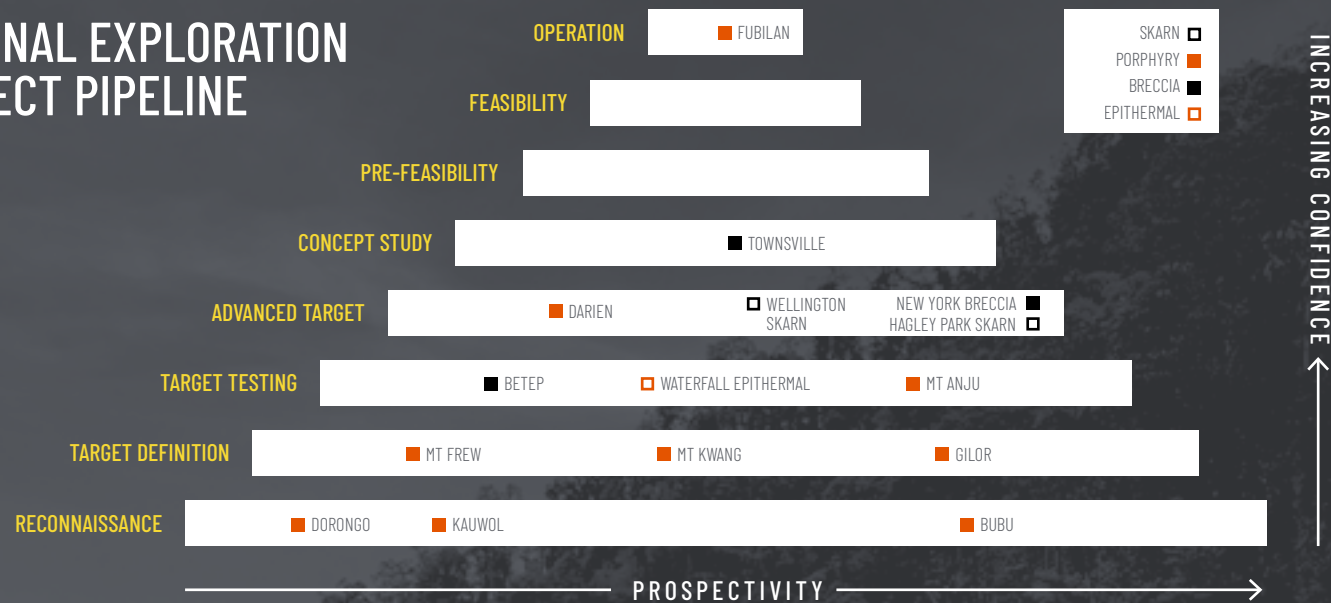 NAL EXPLORATION
ECT PIPELINE
OPERATION
FUBILAN
SKARN
PORPHYRY
BRECCIA
EPITHERMAL
FEASIBILITY
PRE-FEASIBILITY
CONCEPT STUDY
TOWNSVILLE
ADVANCED TARGET
DARIEN
WELLINGTON
SKARN
NEW YORK BRECCIA
HAGLEY PARK SKARN
TARGET TESTING
BETEP
WATERFALL EPITHERMAL
MT ANJU
TARGET DEFINITION
MT FREW
MT KWANG
GILOR
RECONNAISSANCE
DORONGO
KAUWOL
BUBU
PROSPECTIVITY
INCREASING CONFIDENCE